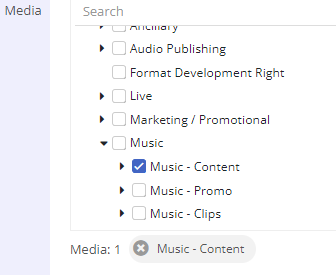 Media
Search
Ancillary
Audio Publishing
Format Development Right
Live
Marketing / Promotional
Music
Music - Content
Music - Promo
Music - Clips
Media: 1 Music - Content